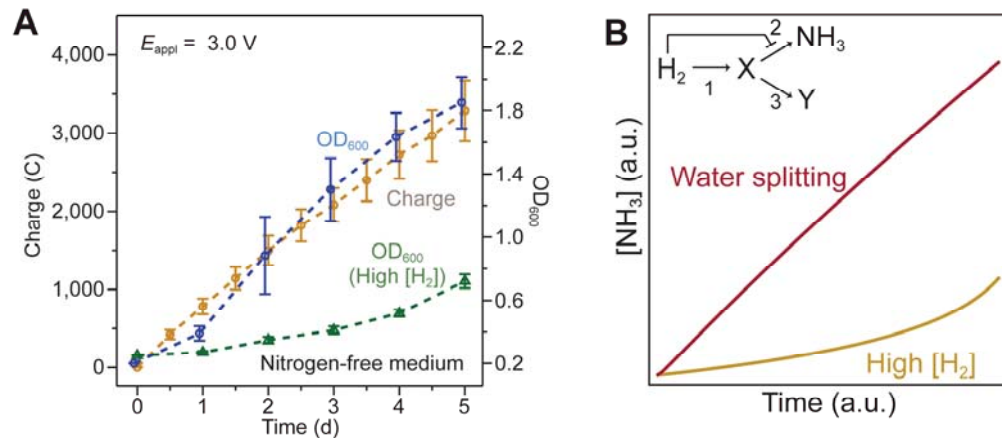 A
E_appl = 3.0 V
4,000
3,000
2,000
1,000
0
Charge (C)
2.2
1.8
1.4
1.0
0.6
0.2
OD₆₀₀
OD₆₀₀
Charge
OD₆₀₀
(High [H₂])
Nitrogen-free medium
0 1 2 3 4 5
Time (d)
B
2
NH₃
H₂ X
1
3 Y
[NH₃] (a.u.)
Water splitting
High [H₂]
Time (a.u.)